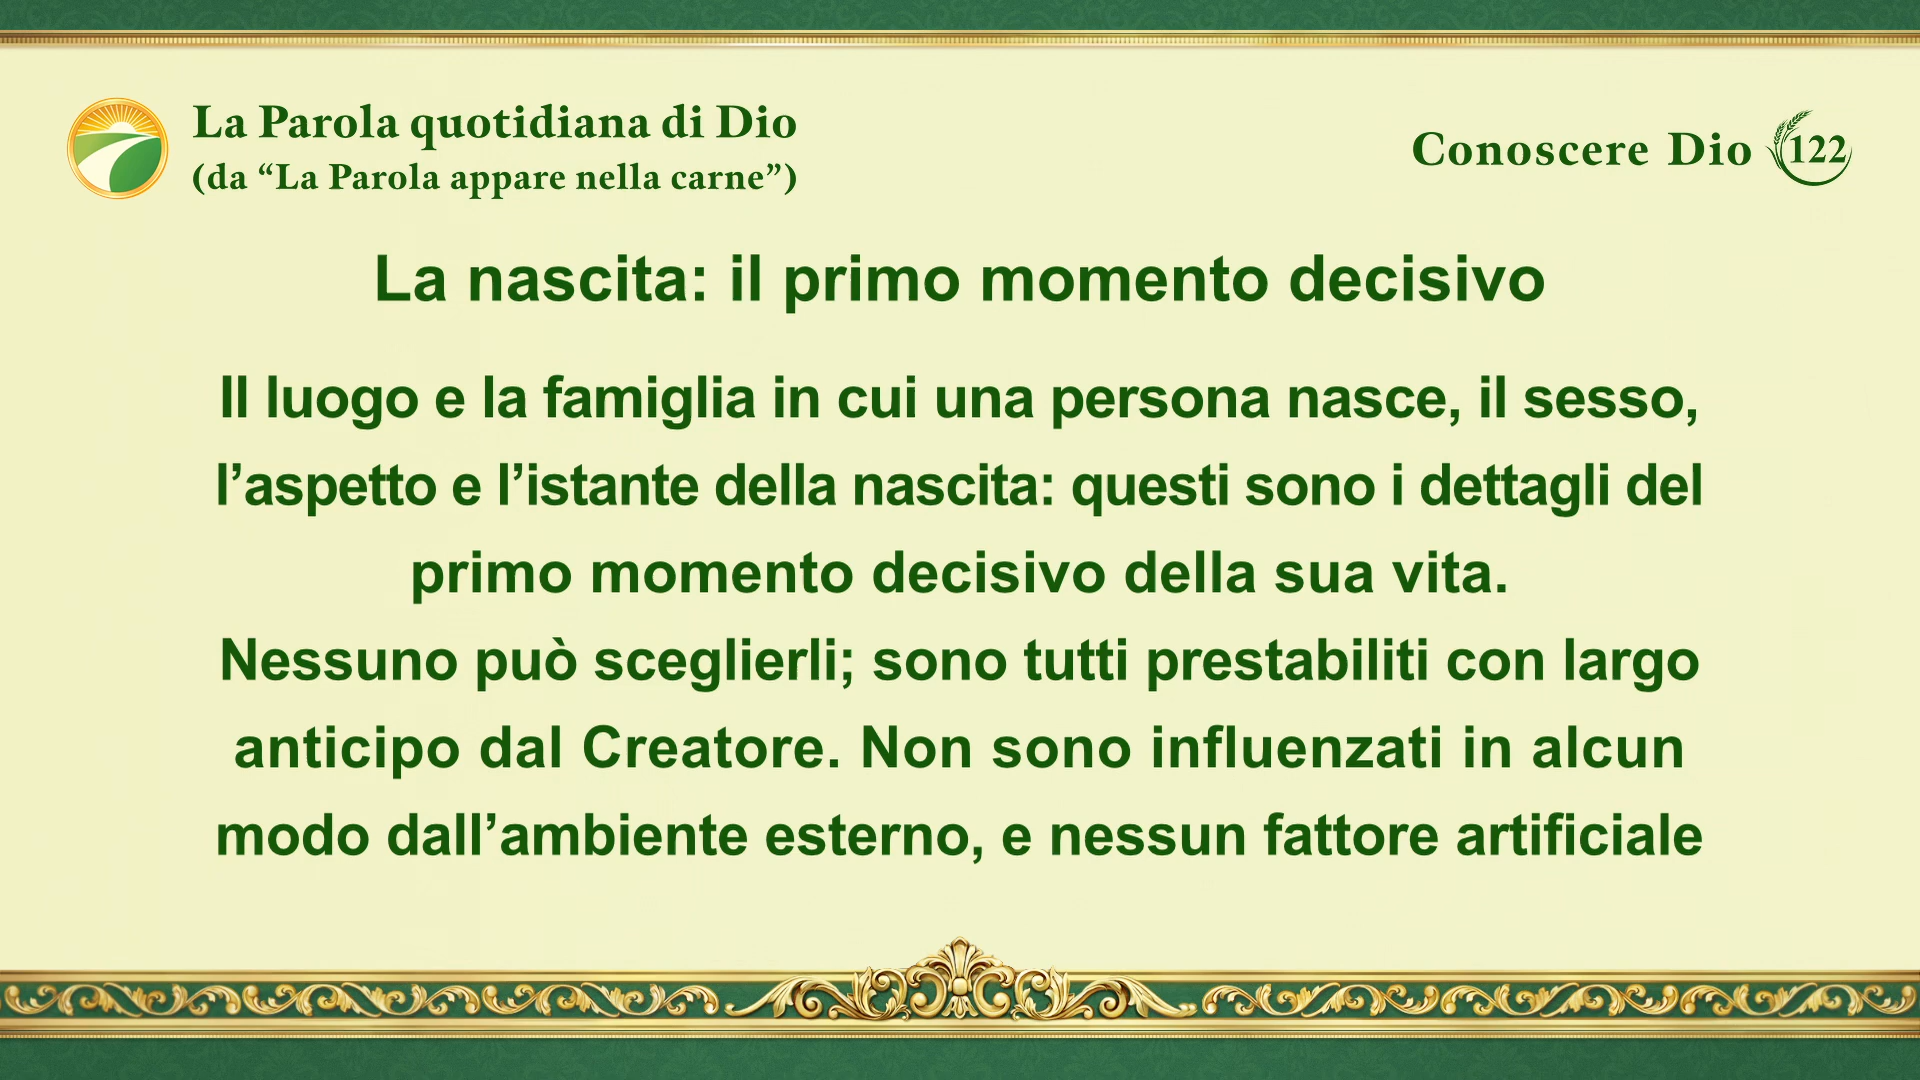 La Parola quotidiana di Dio
(da “La Parola appare nella carne”)
Conoscere Dio 122
La nascita: il primo momento decisivo
Il luogo e la famiglia in cui una persona nasce, il sesso,
l’aspetto e l’istante della nascita: questi sono i dettagli del
primo momento decisivo della sua vita.
Nessuno può sceglierli; sono tutti prestabiliti con largo
anticipo dal Creatore. Non sono influenzati in alcun
modo dall’ambiente esterno, e nessun fattore artificiale